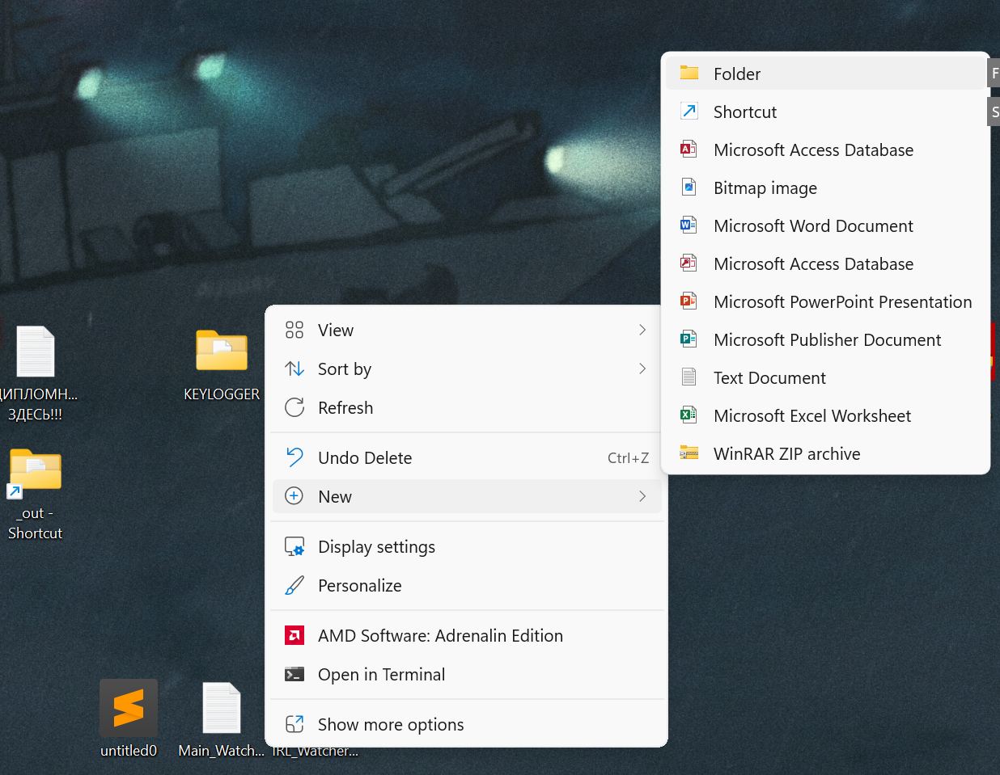 Folder
F
Shortcut
S
Microsoft Access Database
Bitmap image
Microsoft Word Document
Microsoft Access Database
Microsoft PowerPoint Presentation
Microsoft Publisher Document
Text Document
Microsoft Excel Worksheet
WinRAR ZIP archive
View
Sort by
Refresh
Undo Delete Ctrl+Z
New
Display settings
Personalize
AMD Software: Adrenalin Edition
Open in Terminal
Show more options
ДИПЛОМН...
ЗДЕСЬ!!!
KEYLOGGER
_out -
Shortcut
untitled0
Main_Watch...
IRL_Watcher...